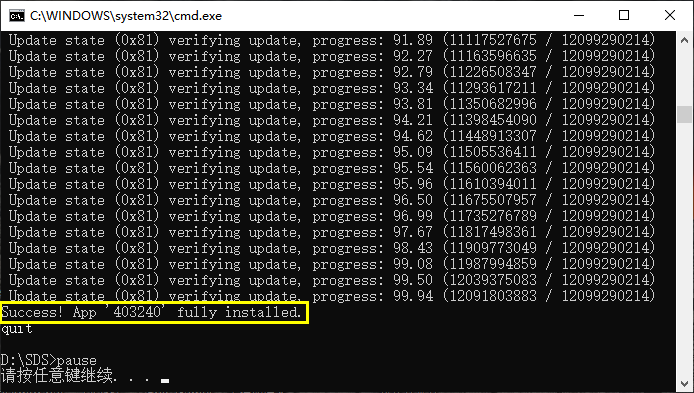 C:\WINDOWS\system32\cmd.exe
Update state (0x81) verifying update, progress: 91.89 (11117527675 / 12099290214)
Update state (0x81) verifying update, progress: 92.27 (11163596635 / 12099290214)
Update state (0x81) verifying update, progress: 92.79 (11226508347 / 12099290214)
Update state (0x81) verifying update, progress: 93.34 (11293617211 / 12099290214)
Update state (0x81) verifying update, progress: 93.81 (11350682996 / 12099290214)
Update state (0x81) verifying update, progress: 94.21 (11398454090 / 12099290214)
Update state (0x81) verifying update, progress: 94.62 (11448913307 / 12099290214)
Update state (0x81) verifying update, progress: 95.09 (11505536411 / 12099290214)
Update state (0x81) verifying update, progress: 95.54 (11560062363 / 12099290214)
Update state (0x81) verifying update, progress: 95.96 (11610394011 / 12099290214)
Update state (0x81) verifying update, progress: 96.50 (11675507957 / 12099290214)
Update state (0x81) verifying update, progress: 96.99 (11735276789 / 12099290214)
Update state (0x81) verifying update, progress: 97.67 (11817498361 / 12099290214)
Update state (0x81) verifying update, progress: 98.43 (11909773049 / 12099290214)
Update state (0x81) verifying update, progress: 99.08 (11987994859 / 12099290214)
Update state (0x81) verifying update, progress: 99.50 (12039375083 / 12099290214)
Update state (0x81) verifying update, progress: 99.94 (12091803883 / 12099290214)
Success! App '403240' fully installed.
quit
D:\SDS>pause
请按任意键继续. . .